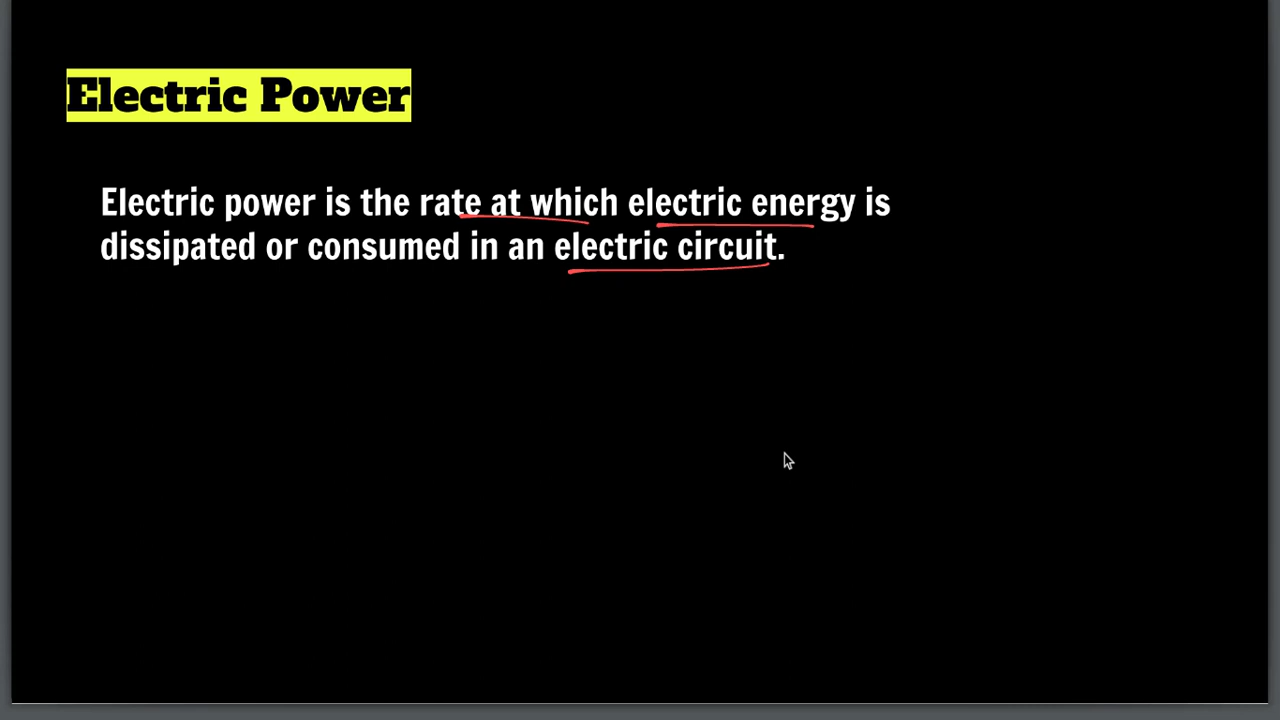 Electric Power
Electric power is the rate at which electric energy is
dissipated or consumed in an electric circuit.